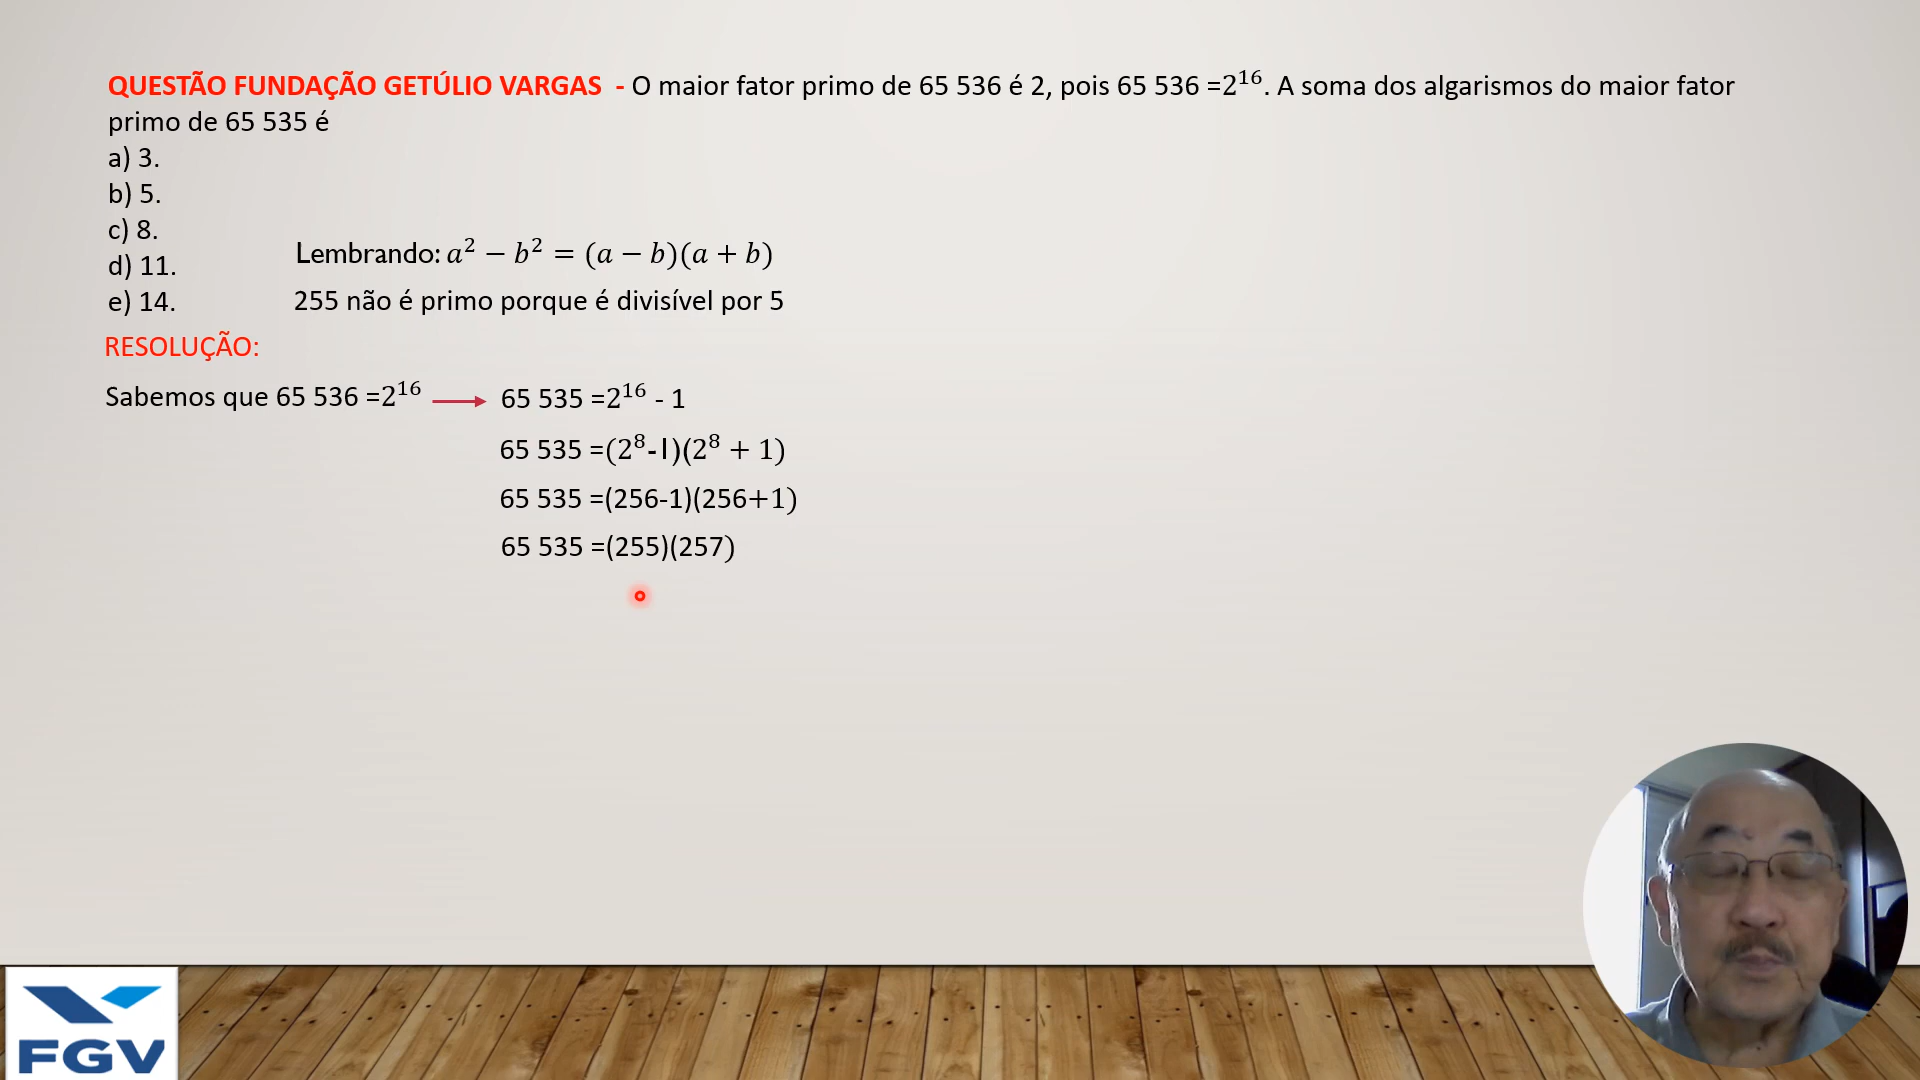 QUESTÃO FUNDAÇÃO GETÚLIO VARGAS - O maior fator primo de 65 536 é 2, pois 65 536 =2¹⁶. A soma dos algarismos do maior fator
primo de 65 535 é
a) 3.
b) 5.
c) 8.
d) 11.
e) 14.
Lembrando: a² − b² = (a − b)(a + b)
255 não é primo porque é divisível por 5
RESOLUÇÃO:
Sabemos que 65 536 =2¹⁶ → 65 535 =2¹⁶ - 1
65 535 =(2⁸-1)(2⁸ + 1)
65 535 =(256-1)(256+1)
65 535 =(255)(257)
FGV